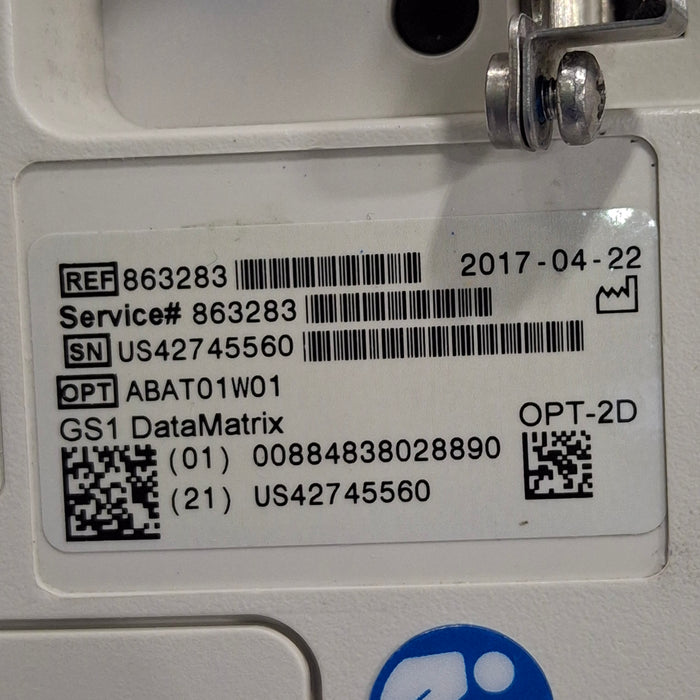 REF 863283 2017-04-22
Service# 863283
SN US42745560
OPT ABAT01W01
GS1 DataMatrix OPT-2D
(01) 00884838028890
(21) US42745560